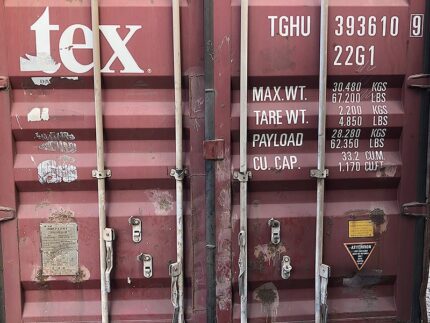 tex®
TGHU 393610 9
22G1
MAX.WT. 30.480 KGS
67.200 LBS
TARE WT. 2.200 KGS
4.850 LBS
PAYLOAD 28.280 KGS
62.350 LBS
CU. CAP. 33.2 CU.M.
1.170 CU.FT.
ATTENTION